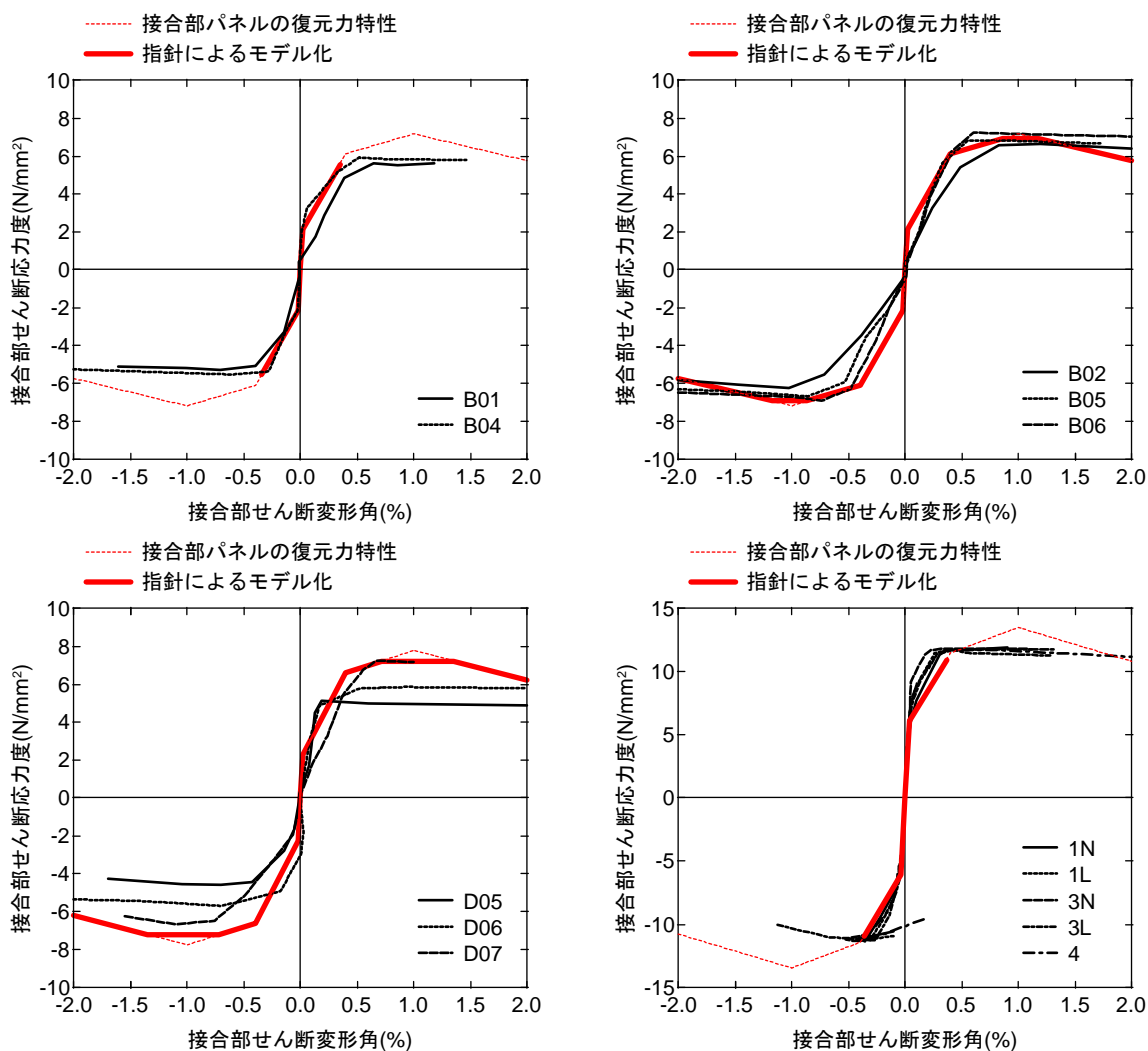 接合部パネルの復元力特性
指針によるモデル化
10
8
6
4
2
0
-2
-4
-6
-8
-10
-2.0 -1.5 -1.0 -0.5 0.0 0.5 1.0 1.5 2.0
接合部せん断応力度(N/mm²)
接合部せん断変形角(%)
B01
B04
接合部パネルの復元力特性
指針によるモデル化
10
8
6
4
2
0
-2
-4
-6
-8
-10
-2.0 -1.5 -1.0 -0.5 0.0 0.5 1.0 1.5 2.0
接合部せん断応力度(N/mm²)
接合部せん断変形角(%)
B02
B05
B06
接合部パネルの復元力特性
指針によるモデル化
10
8
6
4
2
0
-2
-4
-6
-8
-10
-2.0 -1.5 -1.0 -0.5 0.0 0.5 1.0 1.5 2.0
接合部せん断応力度(N/mm²)
接合部せん断変形角(%)
D05
D06
D07
接合部パネルの復元力特性
指針によるモデル化
15
10
5
0
-5
-10
-15
-2.0 -1.5 -1.0 -0.5 0.0 0.5 1.0 1.5 2.0
接合部せん断応力度(N/mm²)
接合部せん断変形角(%)
1N
1L
3N
3L
4